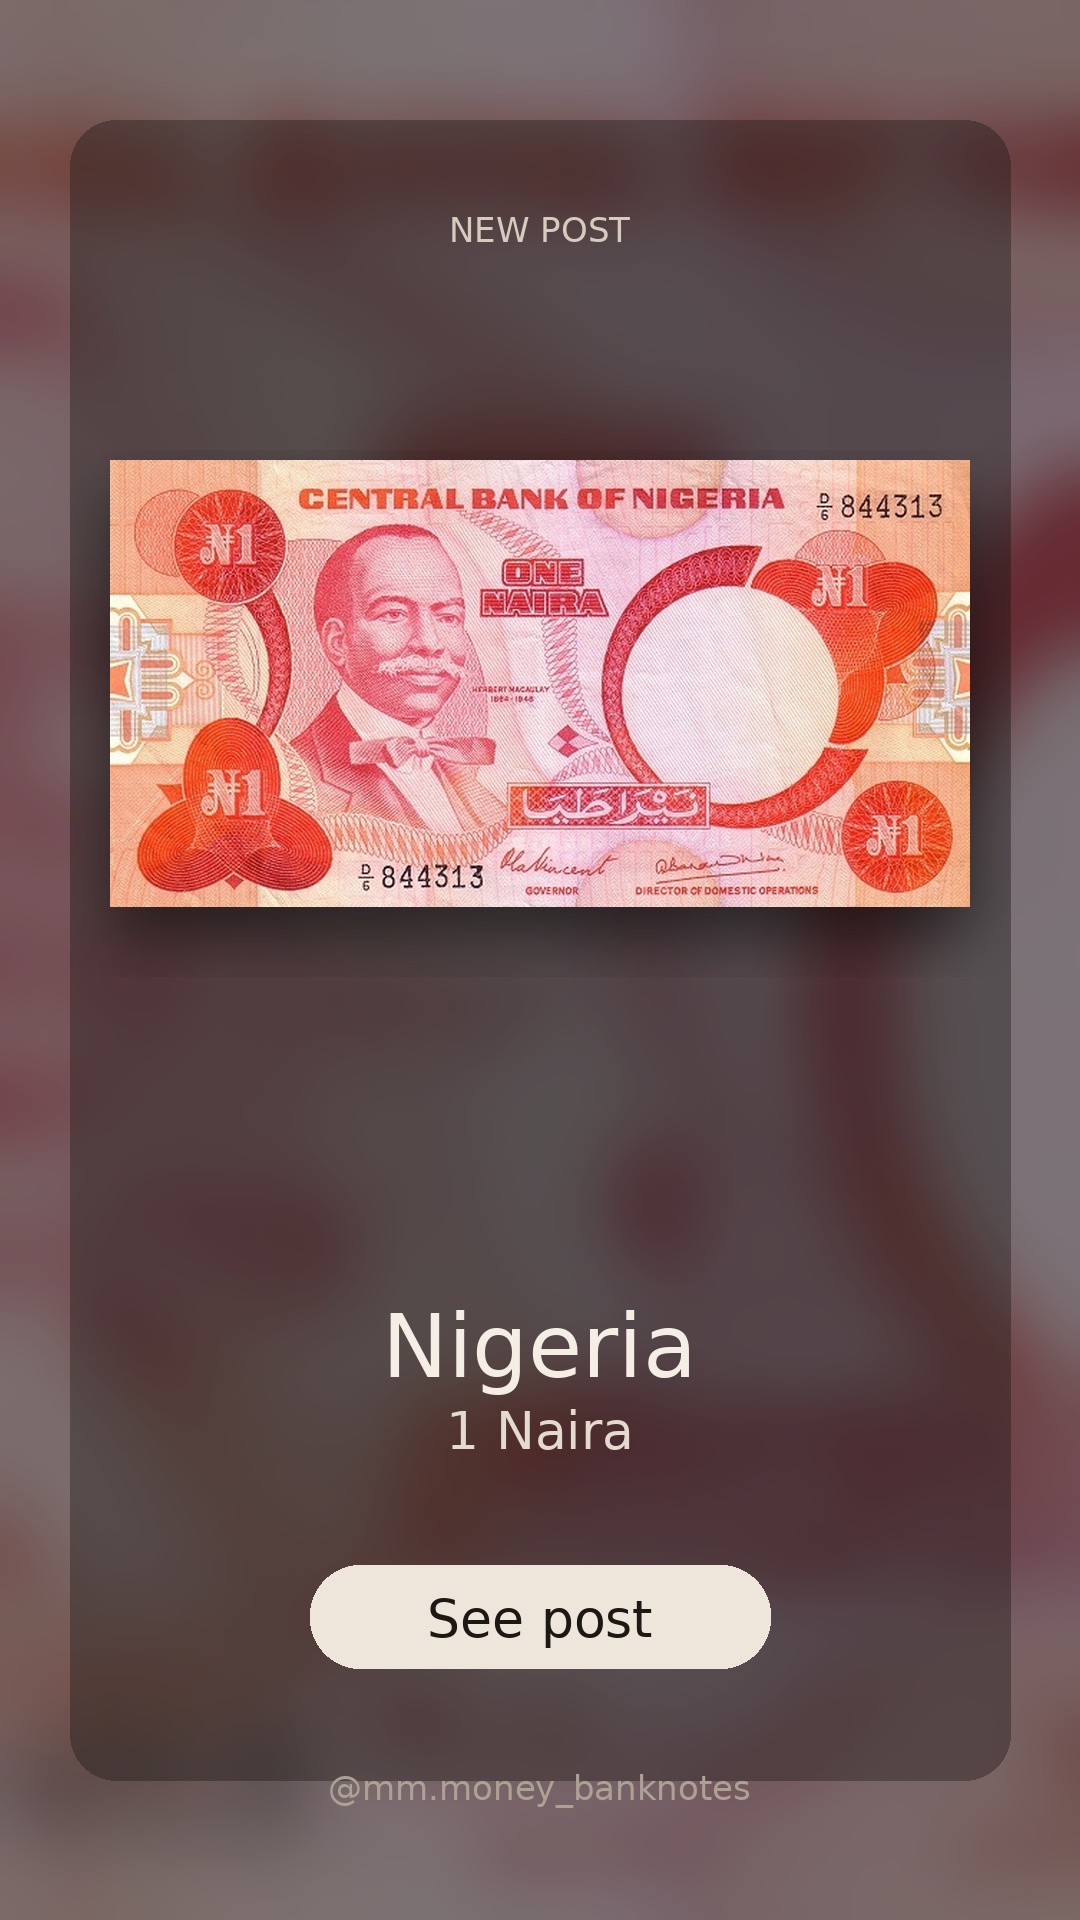 NEW POST
CENTRAL BANK OF NIGERIA
D/6 844313
₦1
₦1
ONE
NAIRA
HERBERT MACAULAY
1864-1946
₦1
نَيْرَا طَيَا
₦1
D/6 844313
GOVERNOR
DIRECTOR OF DOMESTIC OPERATIONS
Nigeria
1 Naira
See post
@mm.money_banknotes